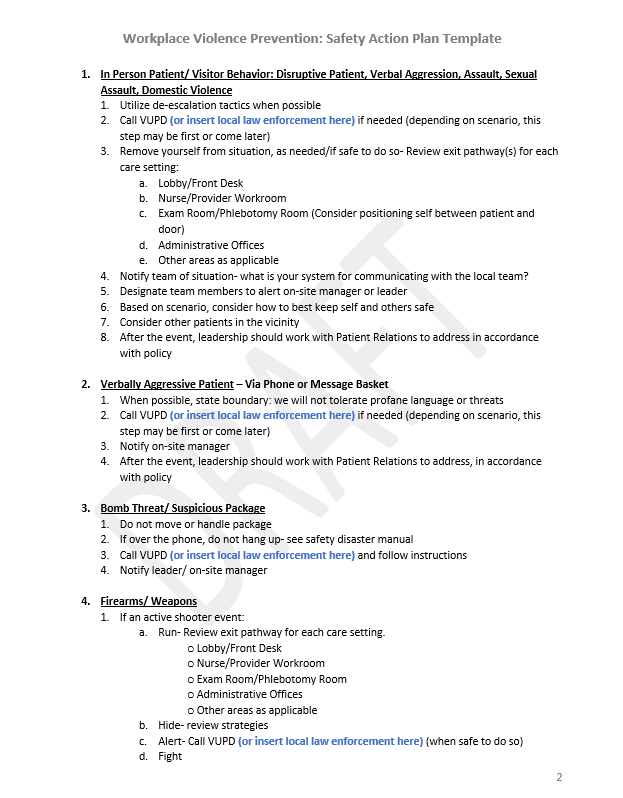 Workplace Violence Prevention: Safety Action Plan Template
1. In Person Patient/ Visitor Behavior: Disruptive Patient, Verbal Aggression, Assault, Sexual
Assault, Domestic Violence
1. Utilize de-escalation tactics when possible
2. Call VUPD (or insert local law enforcement here) if needed (depending on scenario, this
step may be first or come later)
3. Remove yourself from situation, as needed/if safe to do so- Review exit pathway(s) for each
care setting:
a. Lobby/Front Desk
b. Nurse/Provider Workroom
c. Exam Room/Phlebotomy Room (Consider positioning self between patient and
door)
d. Administrative Offices
e. Other areas as applicable
4. Notify team of situation- what is your system for communicating with the local team?
5. Designate team members to alert on-site manager or leader
6. Based on scenario, consider how to best keep self and others safe
7. Consider other patients in the vicinity
8. After the event, leadership should work with Patient Relations to address in accordance
with policy
2. Verbally Aggressive Patient – Via Phone or Message Basket
1. When possible, state boundary: we will not tolerate profane language or threats
2. Call VUPD (or insert local law enforcement here) if needed (depending on scenario, this
step may be first or come later)
3. Notify on-site manager
4. After the event, leadership should work with Patient Relations to address, in accordance
with policy
3. Bomb Threat/ Suspicious Package
1. Do not move or handle package
2. If over the phone, do not hang up- see safety disaster manual
3. Call VUPD (or insert local law enforcement here) and follow instructions
4. Notify leader/ on-site manager
4. Firearms/ Weapons
1. If an active shooter event:
a. Run- Review exit pathway for each care setting.
o Lobby/Front Desk
o Nurse/Provider Workroom
o Exam Room/Phlebotomy Room
o Administrative Offices
o Other areas as applicable
b. Hide- review strategies
c. Alert- Call VUPD (or insert local law enforcement here) (when safe to do so)
d. Fight
2
DRAFT